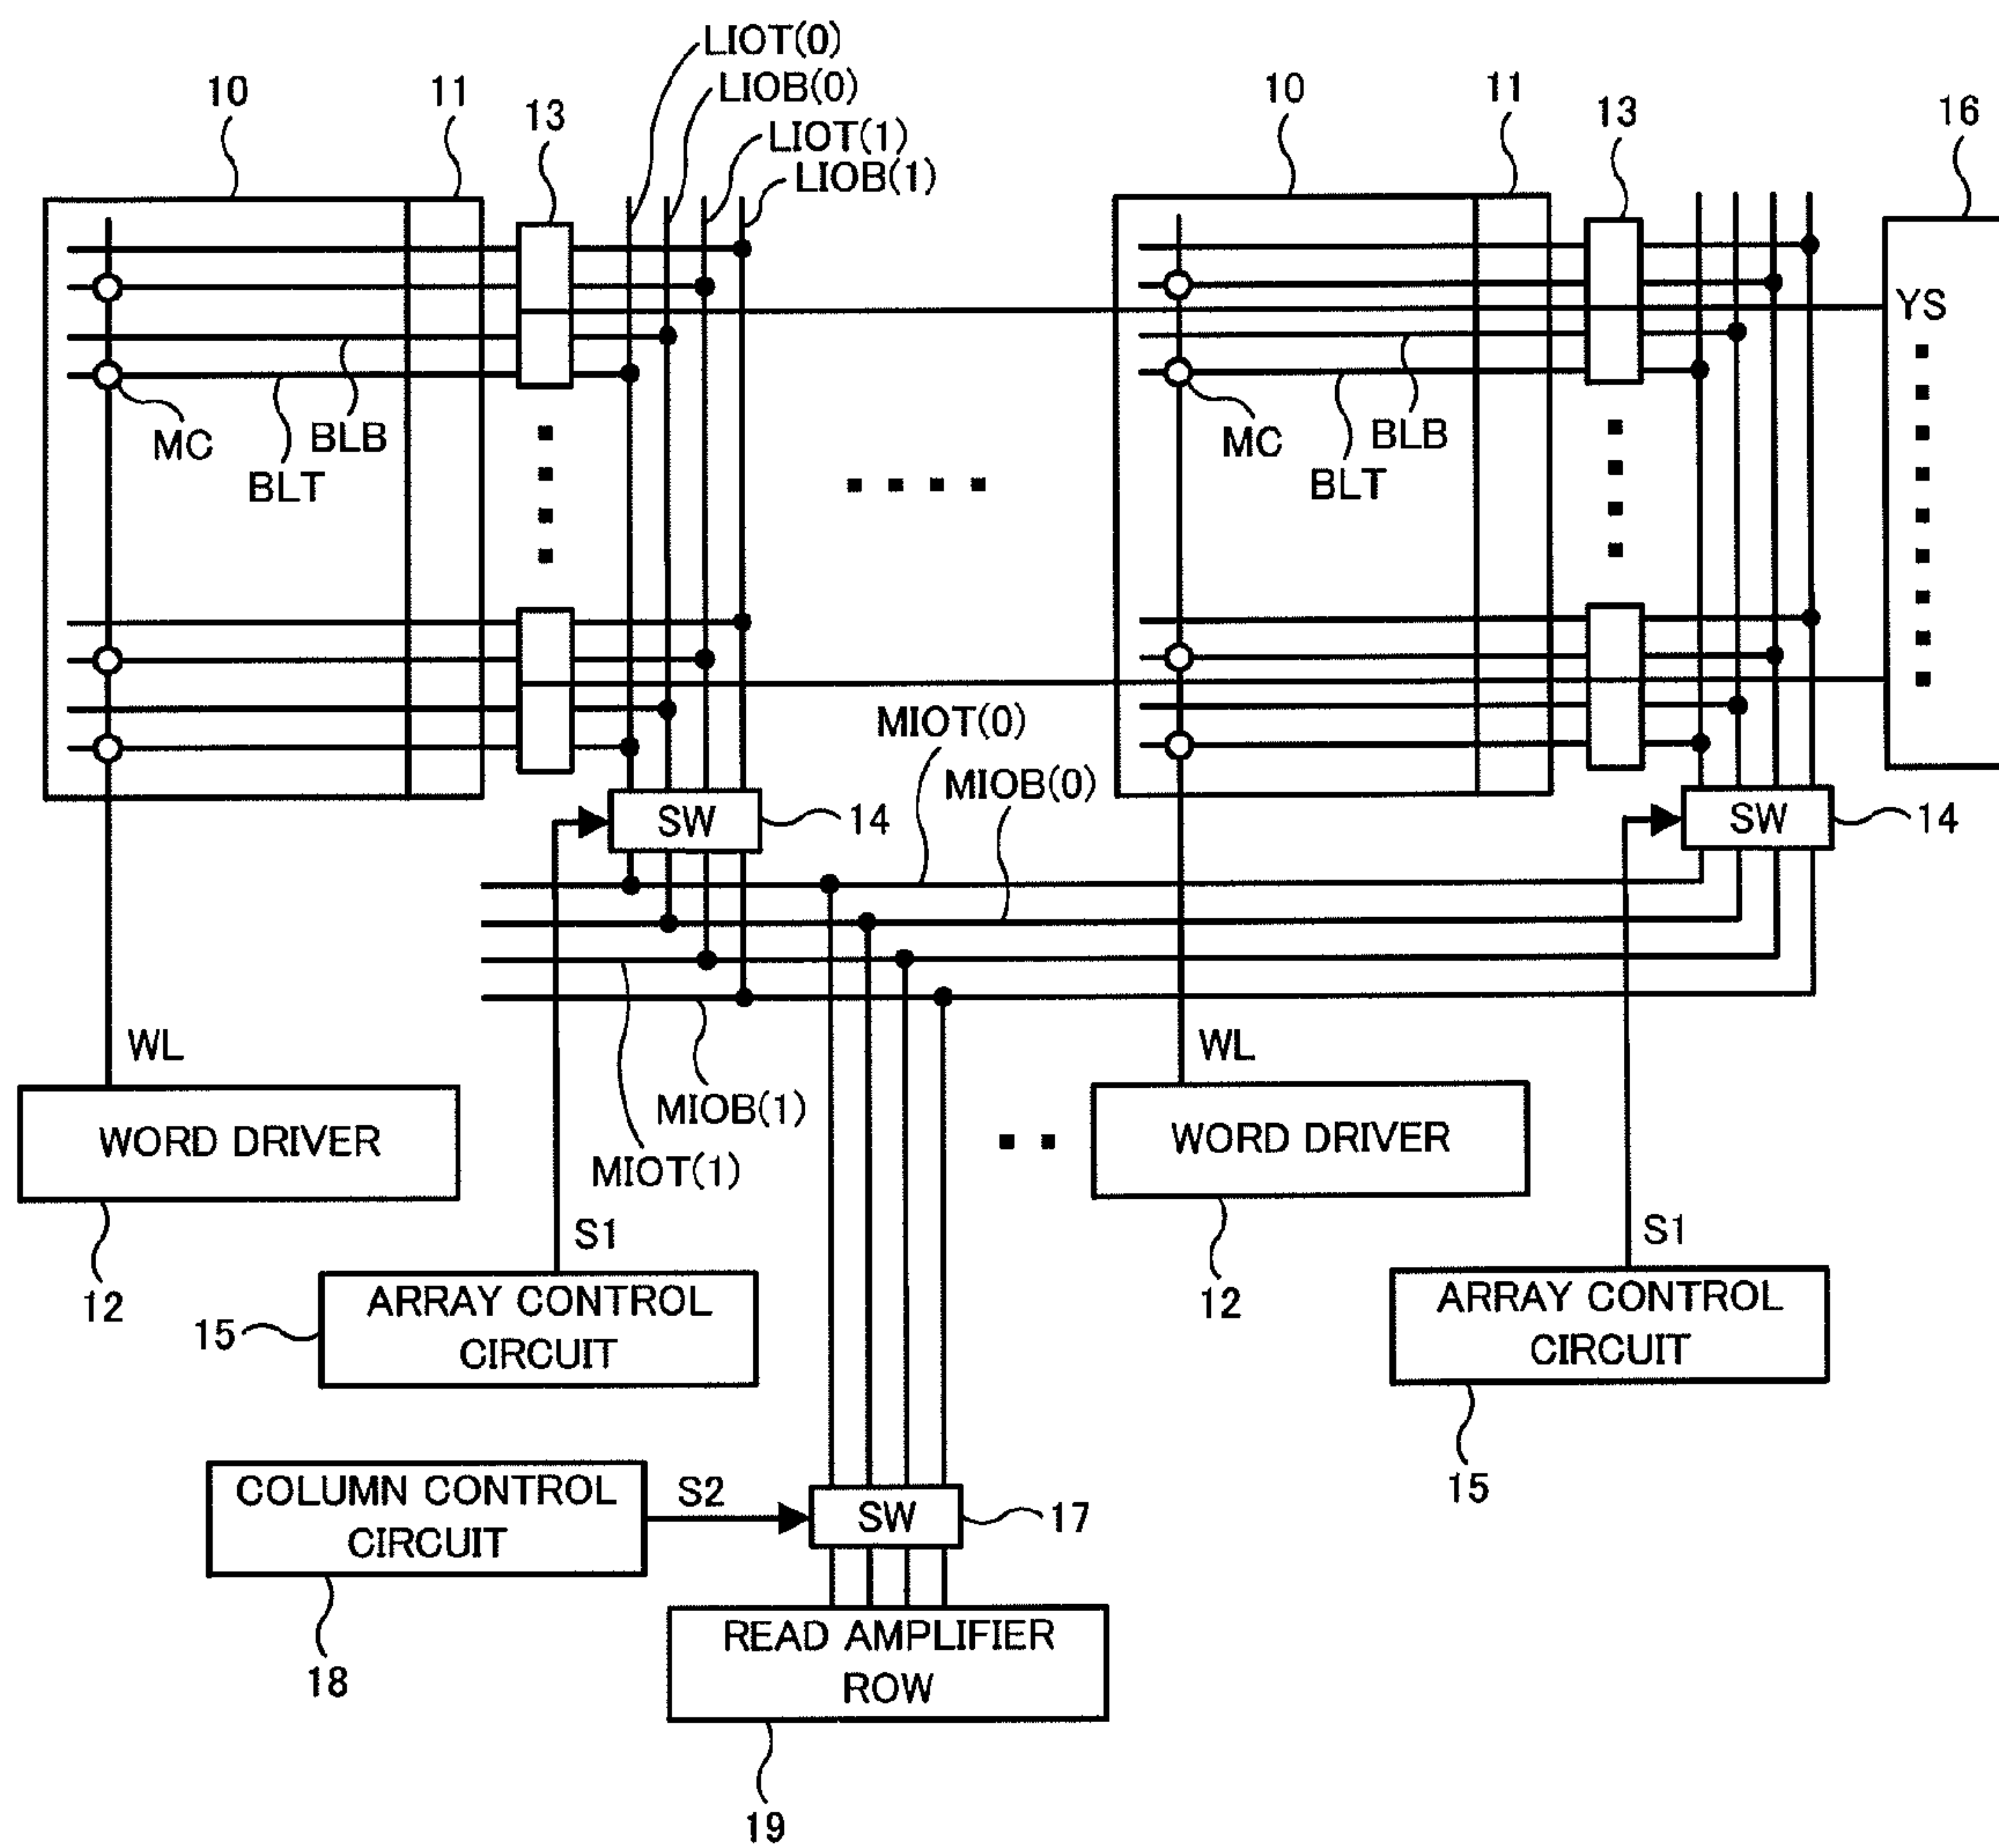 LIOT(0)
LIOB(0)
LIOT(1)
LIOB(1)
10
11
13
10
11
13
16
YS
MC
BLB
BLT
MC
BLB
BLT
MIOT(0)
MIOB(0)
SW
14
SW
14
WL
WL
MIOB(1)
MIOT(1)
WORD DRIVER
WORD DRIVER
12
S1
12
S1
ARRAY CONTROL
CIRCUIT
15
ARRAY CONTROL
CIRCUIT
15
COLUMN CONTROL
CIRCUIT
S2
SW
17
18
READ AMPLIFIER
ROW
19